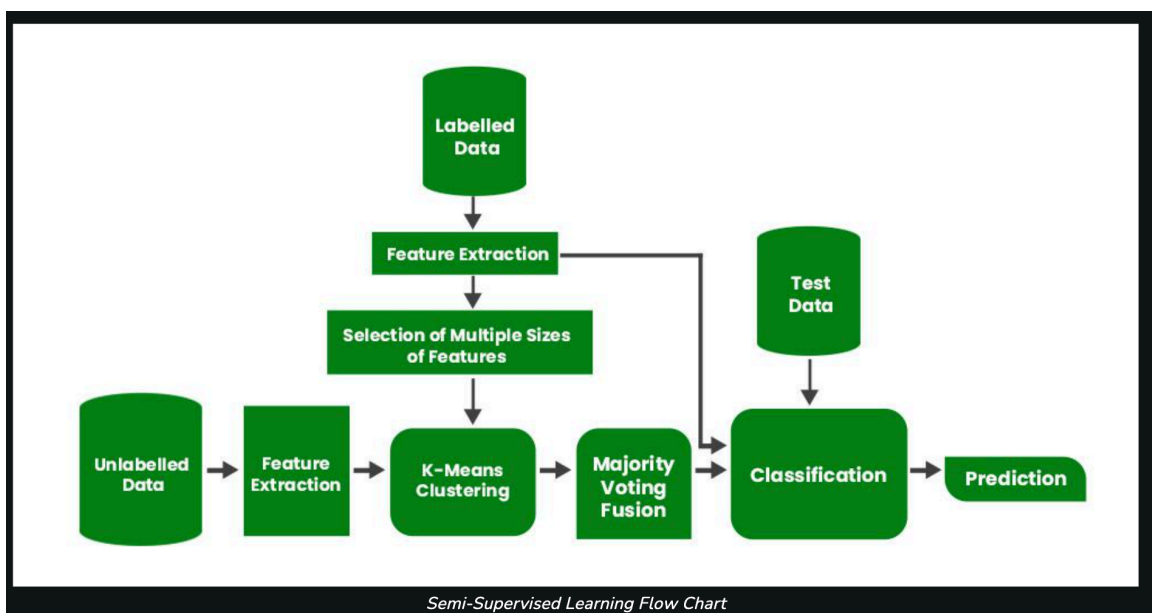 Labelled
Data
Feature Extraction
Selection of Multiple Sizes
of Features
Test
Data
Unlabelled
Data
Feature
Extraction
K-Means
Clustering
Majority
Voting
Fusion
Classification
Prediction
Semi-Supervised Learning Flow Chart